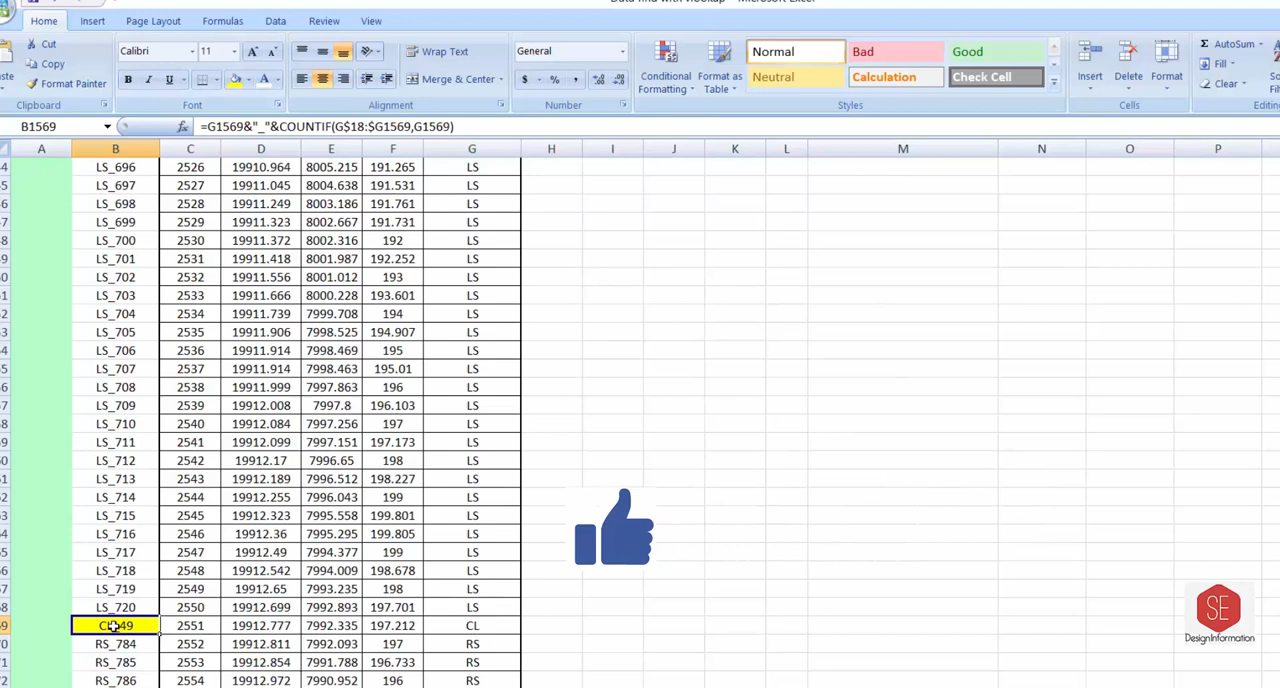 Data find with vlookup - Microsoft Excel
Home Insert Page Layout Formulas Data Review View
Cut
Copy
Format Painter
Clipboard
Calibri 11
B I U
Font
Wrap Text
Merge & Center
Alignment
General
$ % ,
Number
Conditional Formatting
Format as Table
Normal Bad Good
Neutral Calculation Check Cell
Styles
Insert Delete Format
Cells
Σ AutoSum
Fill
Clear
B1569 fx =G1569&"_"&COUNTIF(G$18:$G1569,G1569)
A B C D E F G H I J K L M N O P
LS_696 2526 19910.964 8005.215 191.265 LS
LS_697 2527 19911.045 8004.638 191.531 LS
LS_698 2528 19911.249 8003.186 191.761 LS
LS_699 2529 19911.323 8002.667 191.731 LS
LS_700 2530 19911.372 8002.316 192 LS
LS_701 2531 19911.418 8001.987 192.252 LS
LS_702 2532 19911.556 8001.012 193 LS
LS_703 2533 19911.666 8000.228 193.601 LS
LS_704 2534 19911.739 7999.708 194 LS
LS_705 2535 19911.906 7998.525 194.907 LS
LS_706 2536 19911.914 7998.469 195 LS
LS_707 2537 19911.914 7998.463 195.01 LS
LS_708 2538 19911.999 7997.863 196 LS
LS_709 2539 19912.008 7997.8 196.103 LS
LS_710 2540 19912.084 7997.256 197 LS
LS_711 2541 19912.099 7997.151 197.173 LS
LS_712 2542 19912.17 7996.65 198 LS
LS_713 2543 19912.189 7996.512 198.227 LS
LS_714 2544 19912.255 7996.043 199 LS
LS_715 2545 19912.323 7995.558 199.801 LS
LS_716 2546 19912.36 7995.295 199.805 LS
LS_717 2547 19912.49 7994.377 199 LS
LS_718 2548 19912.542 7994.009 198.678 LS
LS_719 2549 19912.65 7993.235 198 LS
LS_720 2550 19912.699 7992.893 197.701 LS
2551 19912.777 7992.335 197.212 CL
RS_784 2552 19912.811 7992.093 197 RS
RS_785 2553 19912.854 7991.788 196.733 RS
RS_786 2554 19912.972 7990.952 196 RS
SE
DesignInformation